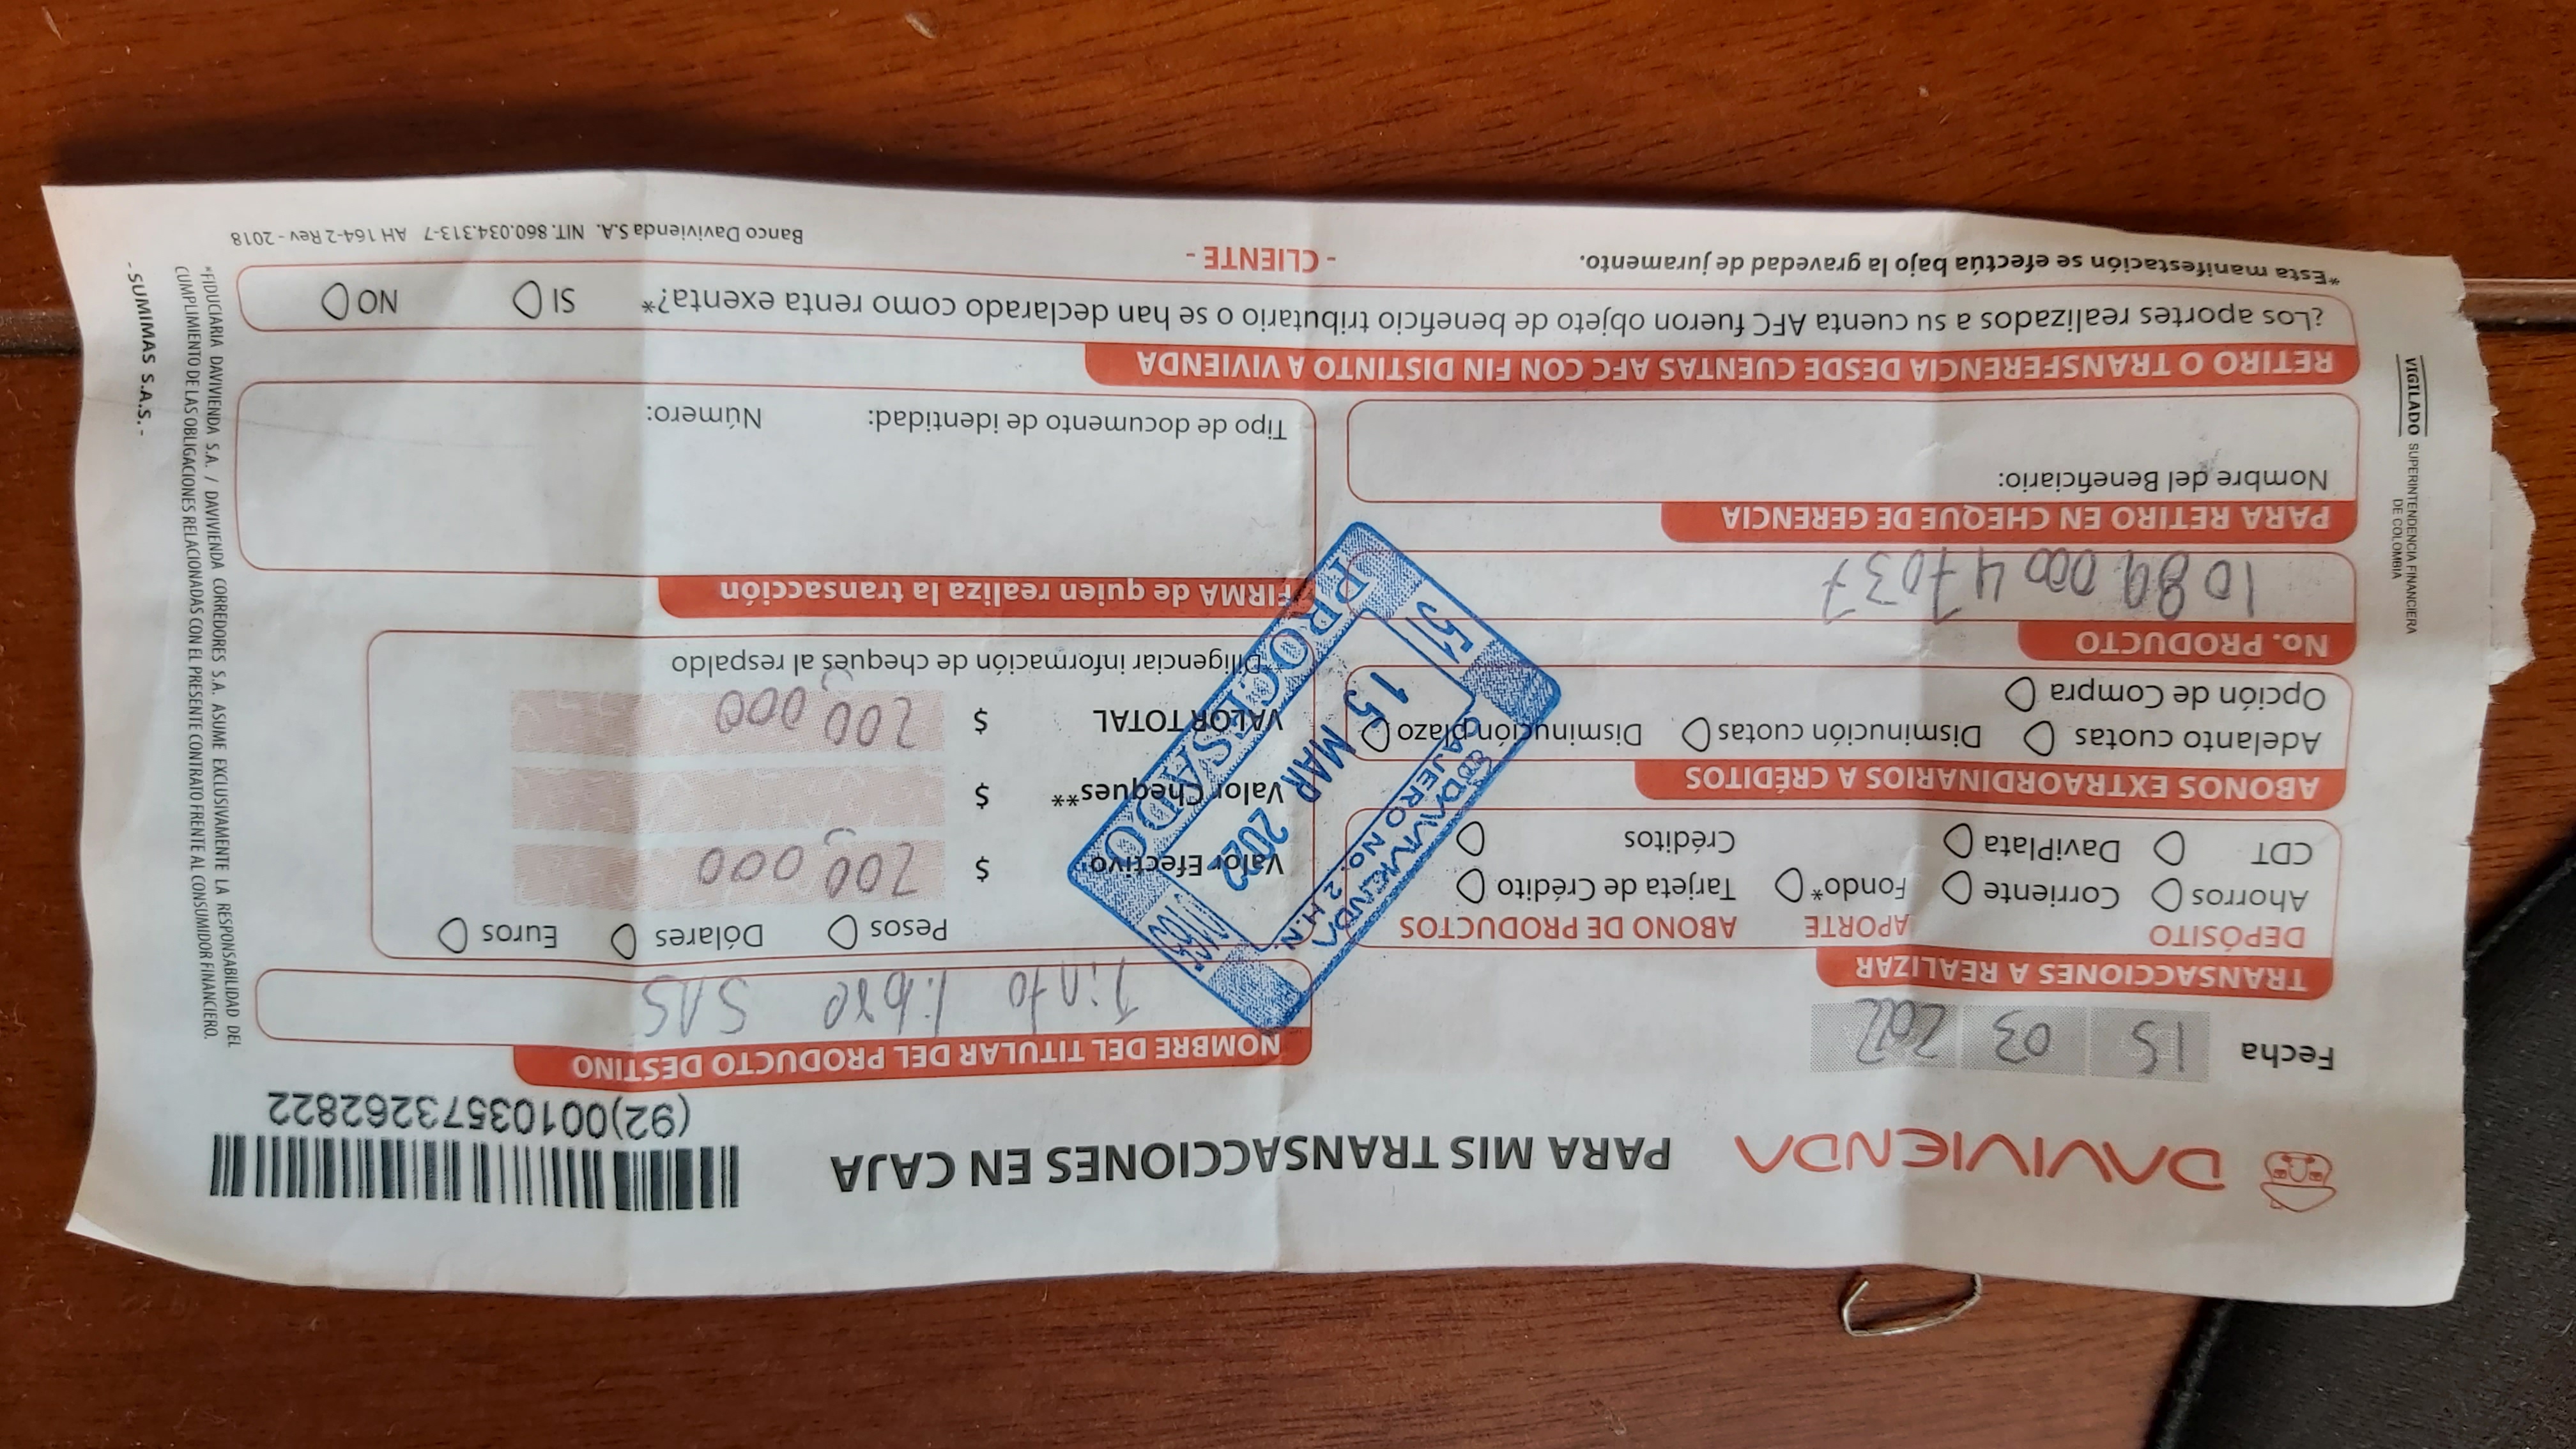 DAVIVIENDA
PARA MIS TRANSACCIONES EN CAJA
(92)00103573262822
Fecha 15 03 2022
NOMBRE DEL TITULAR DEL PRODUCTO DESTINO
Tinto libre SAS
TRANSACCIONES A REALIZAR
DEPÓSITO APORTE ABONO DE PRODUCTOS
Ahorros Corriente Fondo* Tarjeta de Crédito
CDT DaviPlata Créditos
Pesos Dólares Euros
Valor Efectivo $ 200,000
Valor Cheques** $
VALOR TOTAL $ 200,000
**Diligenciar información de cheques al respaldo
ABONOS EXTRAORDINARIOS A CRÉDITOS
Adelanto cuotas Disminución cuotas Disminución plazo
Opción de Compra
DAVIVIENDA
CAJERO No. 2 H.N.
15 MAR 2022
51 PROCESADO
No. PRODUCTO
1089 000 47037
FIRMA de quien realiza la transacción
Tipo de documento de identidad: Número:
PARA RETIRO EN CHEQUE DE GERENCIA
Nombre del Beneficiario:
RETIRO O TRANSFERENCIA DESDE CUENTAS AFC CON FIN DISTINTO A VIVIENDA
¿Los aportes realizados a su cuenta AFC fueron objeto de beneficio tributario o se han declarado como renta exenta?* SI NO
*Esta manifestación se efectúa bajo la gravedad de juramento.
- CLIENTE -
Banco Davivienda S.A. NIT. 860.034.313-7 AH 164-2 Rev - 2018
VIGILADO SUPERINTENDENCIA FINANCIERA
DE COLOMBIA
*FIDUCIARIA DAVIVIENDA S.A. / DAVIVIENDA CORREDORES S.A. ASUME EXCLUSIVAMENTE LA RESPONSABILIDAD DEL
CUMPLIMIENTO DE LAS OBLIGACIONES RELACIONADAS CON EL PRESENTE CONTRATO FRENTE AL CONSUMIDOR FINANCIERO.
- SUMIMAS S.A.S. -